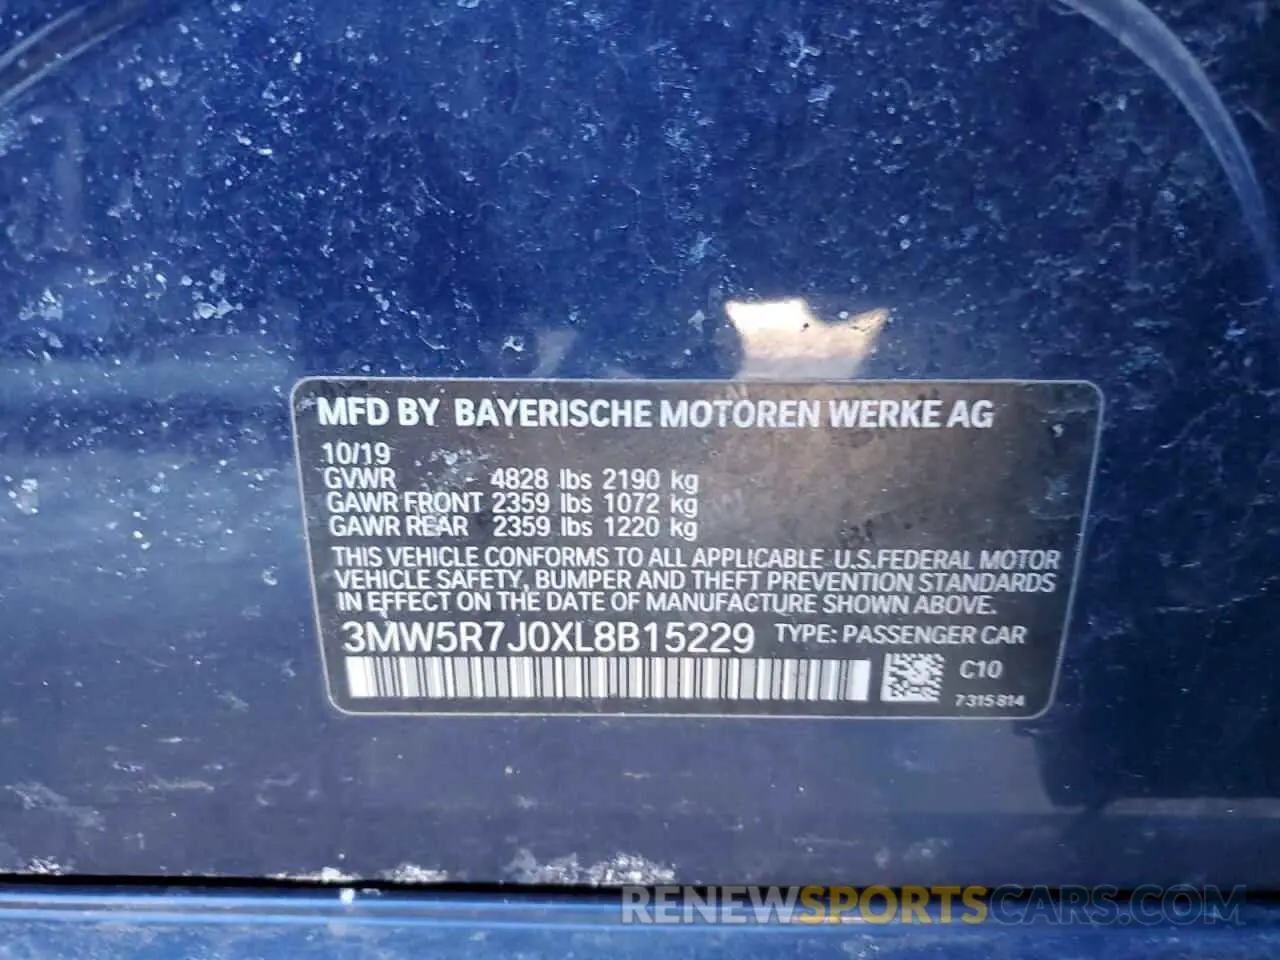 MFD BY BAYERISCHE MOTOREN WERKE AG
10/19
GVWR 4828 lbs 2190 kg
GAWR FRONT 2359 lbs 1072 kg
GAWR REAR 2359 lbs 1220 kg
THIS VEHICLE CONFORMS TO ALL APPLICABLE U.S.FEDERAL MOTOR
VEHICLE SAFETY, BUMPER AND THEFT PREVENTION STANDARDS
IN EFFECT ON THE DATE OF MANUFACTURE SHOWN ABOVE.
3MW5R7J0XL8B15229 TYPE: PASSENGER CAR
C10
7315814
RENEWSPORTSCARS.COM